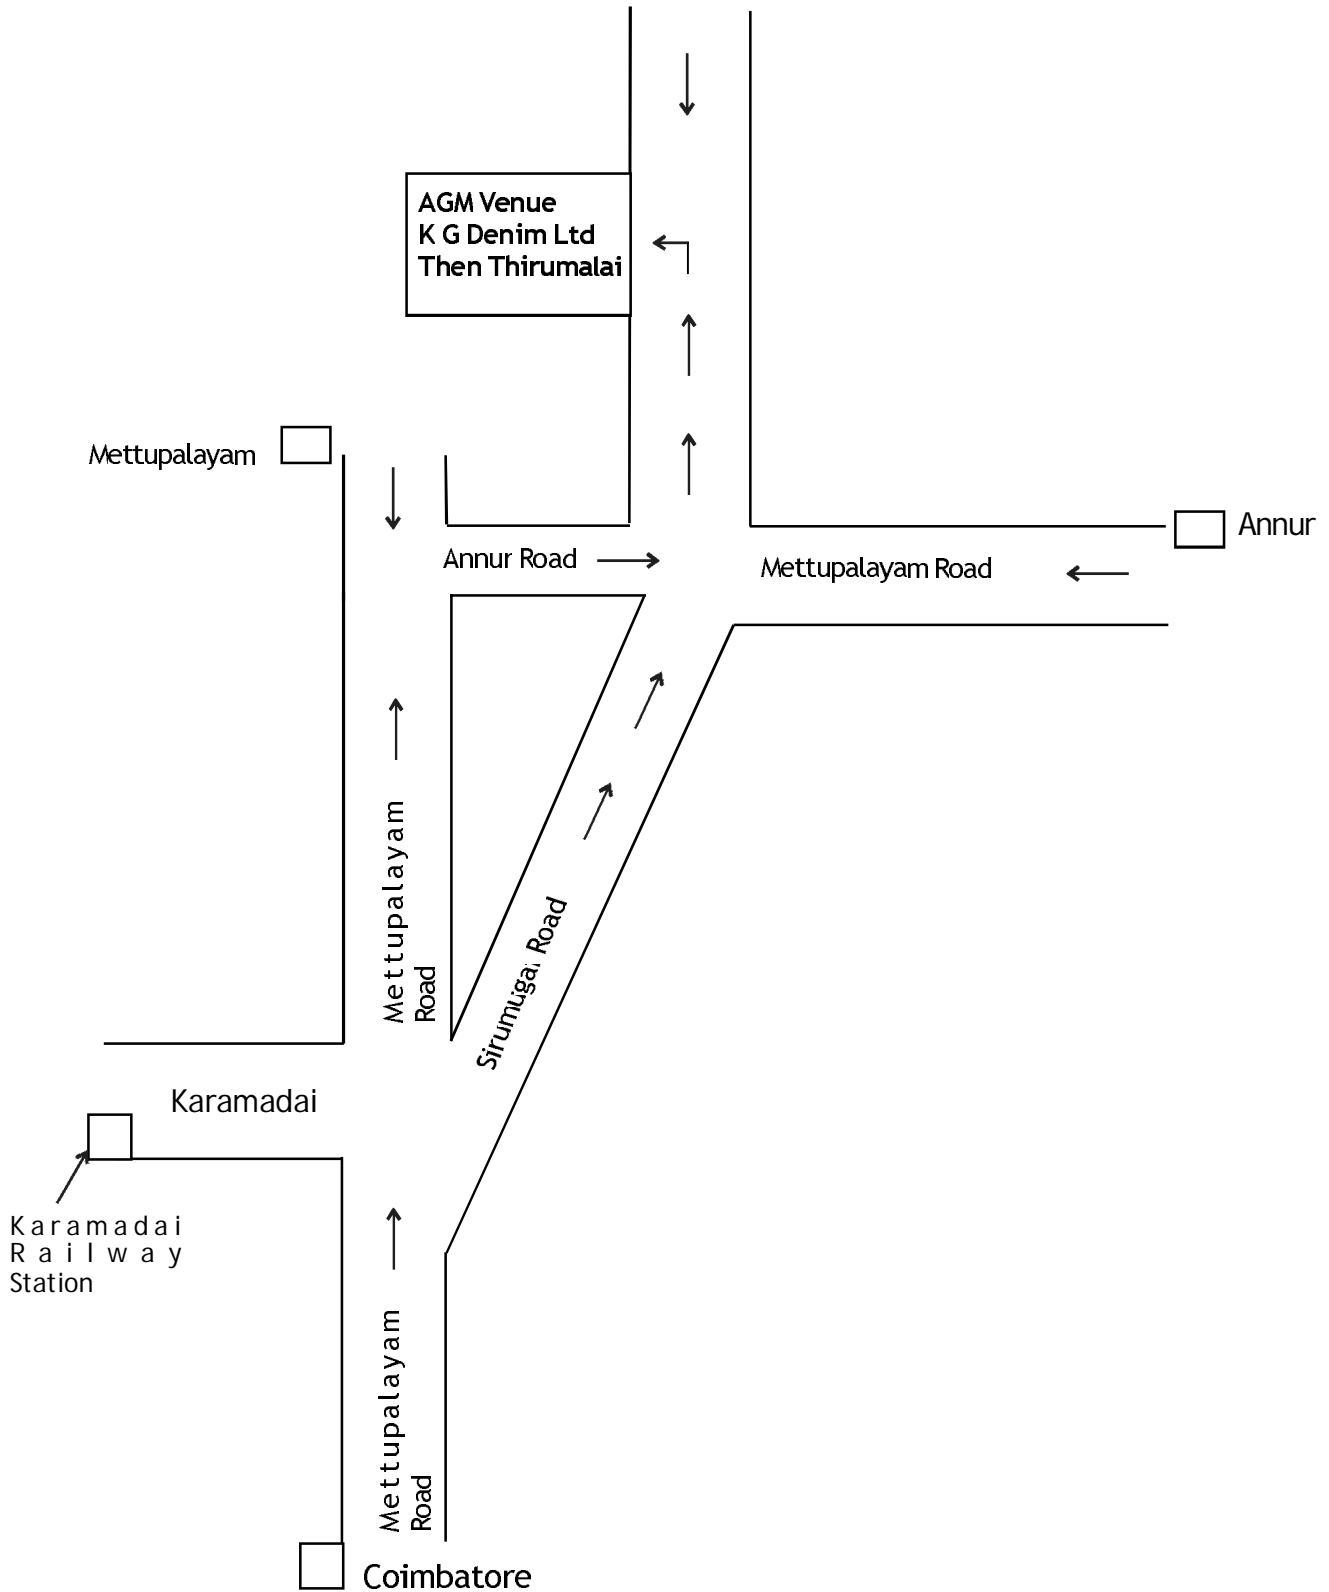 AGM Venue
K G Denim Ltd
Then Thirumalai
Mettupalayam
Annur
Annur Road
Mettupalayam Road
Mettupalayam
Road
Sirumugai Road
Karamadai
Karamadai
Railway
Station
Mettupalayam
Road
Coimbatore